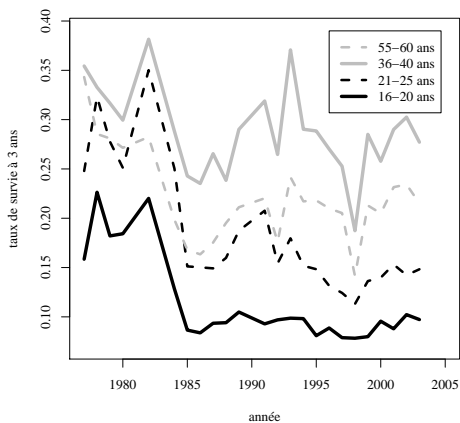 55−60 ans
36−40 ans
21−25 ans
16−20 ans
taux de survie à 3 ans
0.40
0.35
0.30
0.25
0.20
0.15
0.10
1980 1985 1990 1995 2000 2005
année